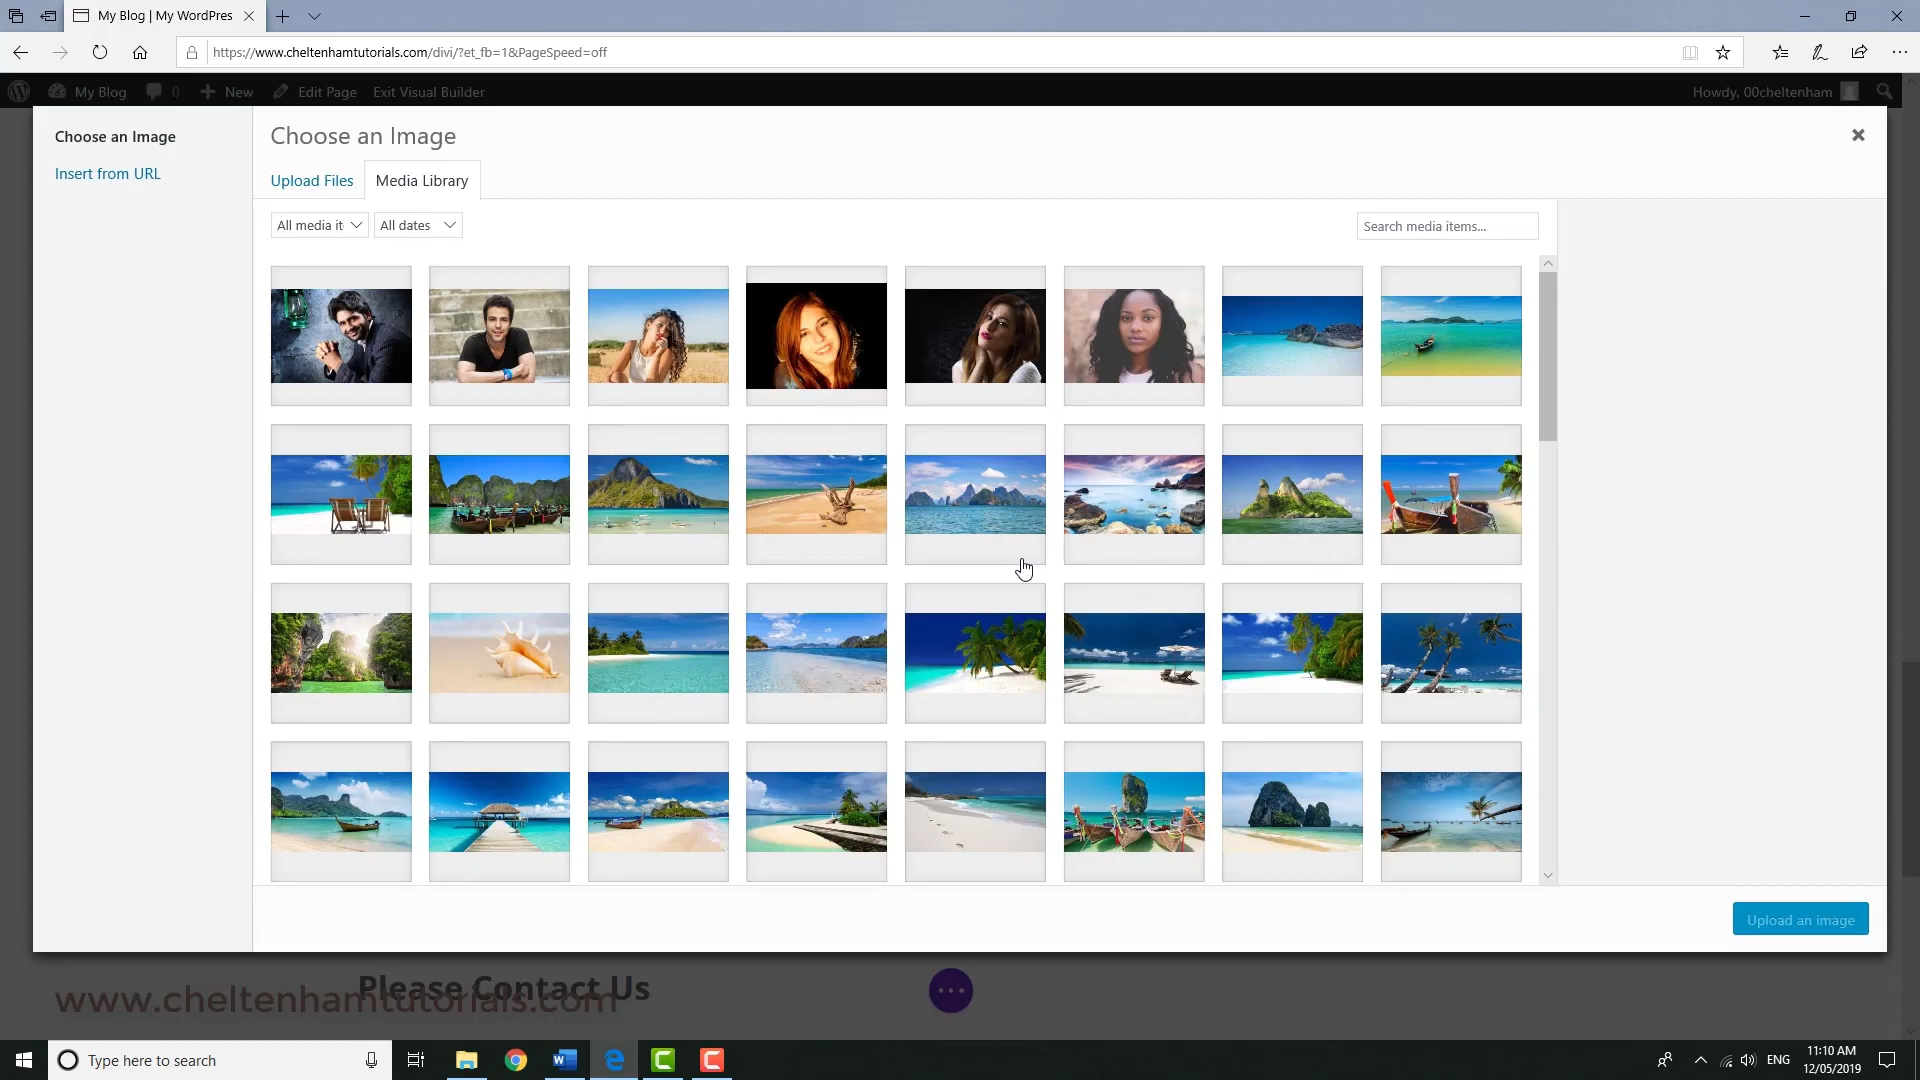 My Blog | My WordPres
https://www.cheltenhamtutorials.com/divi/?et_fb=1&PageSpeed=off
My Blog 0 New Edit Page Exit Visual Builder Howdy, 00cheltenham
Choose an Image
Insert from URL
Choose an Image
Upload Files Media Library
All media it All dates Search media items...
Upload an image
Please Contact Us
www.cheltenhamtutorials.com
Type here to search
ENG
11:10 AM
12/05/2019